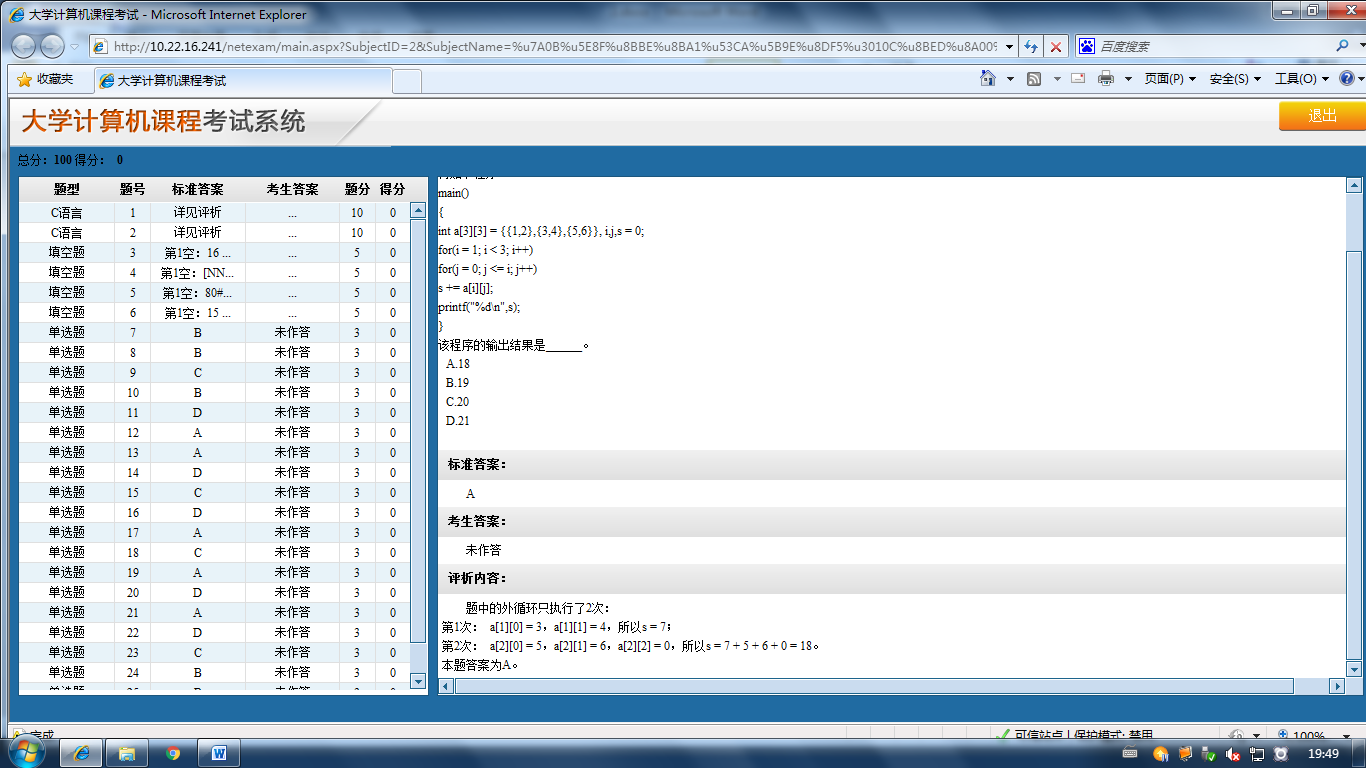 大学计算机课程考试 - Microsoft Internet Explorer
http://10.22.16.241/netexam/main.aspx?SubjectID=2&SubjectName=%u7A0B%u5E8F%u8BBE%u8BA1%u53CA%u5B9E%u8DF5%u3010C%u8BED%u8A009
百度搜索
收藏夹
大学计算机课程考试
页面(P)
安全(S)
工具(O)
大学计算机课程考试系统
退出
总分：100 得分： 0
题型 题号 标准答案 考生答案 题分 得分
C语言 1 详见评析 ... 10 0
C语言 2 详见评析 ... 10 0
填空题 3 第1空：16 ... ... 5 0
填空题 4 第1空：[NN... ... 5 0
填空题 5 第1空：80#... ... 5 0
填空题 6 第1空：15 ... ... 5 0
单选题 7 B 未作答 3 0
单选题 8 B 未作答 3 0
单选题 9 C 未作答 3 0
单选题 10 B 未作答 3 0
单选题 11 D 未作答 3 0
单选题 12 A 未作答 3 0
单选题 13 A 未作答 3 0
单选题 14 D 未作答 3 0
单选题 15 C 未作答 3 0
单选题 16 D 未作答 3 0
单选题 17 A 未作答 3 0
单选题 18 C 未作答 3 0
单选题 19 A 未作答 3 0
单选题 20 D 未作答 3 0
单选题 21 A 未作答 3 0
单选题 22 D 未作答 3 0
单选题 23 C 未作答 3 0
单选题 24 B 未作答 3 0
main()
{
int a[3][3] = {{1,2},{3,4},{5,6}}, i,j,s = 0;
for(i = 1; i < 3; i++)
for(j = 0; j <= i; j++)
s += a[i][j];
printf("%d\n",s);
}
该程序的输出结果是______。
A.18
B.19
C.20
D.21
标准答案：
A
考生答案：
未作答
评析内容：
题中的外循环只执行了2次：
第1次： a[1][0] = 3，a[1][1] = 4，所以s = 7；
第2次： a[2][0] = 5，a[2][1] = 6，a[2][2] = 0，所以s = 7 + 5 + 6 + 0 = 18。
本题答案为A。
完成
可信站点 | 保护模式: 禁用
100%
19:49